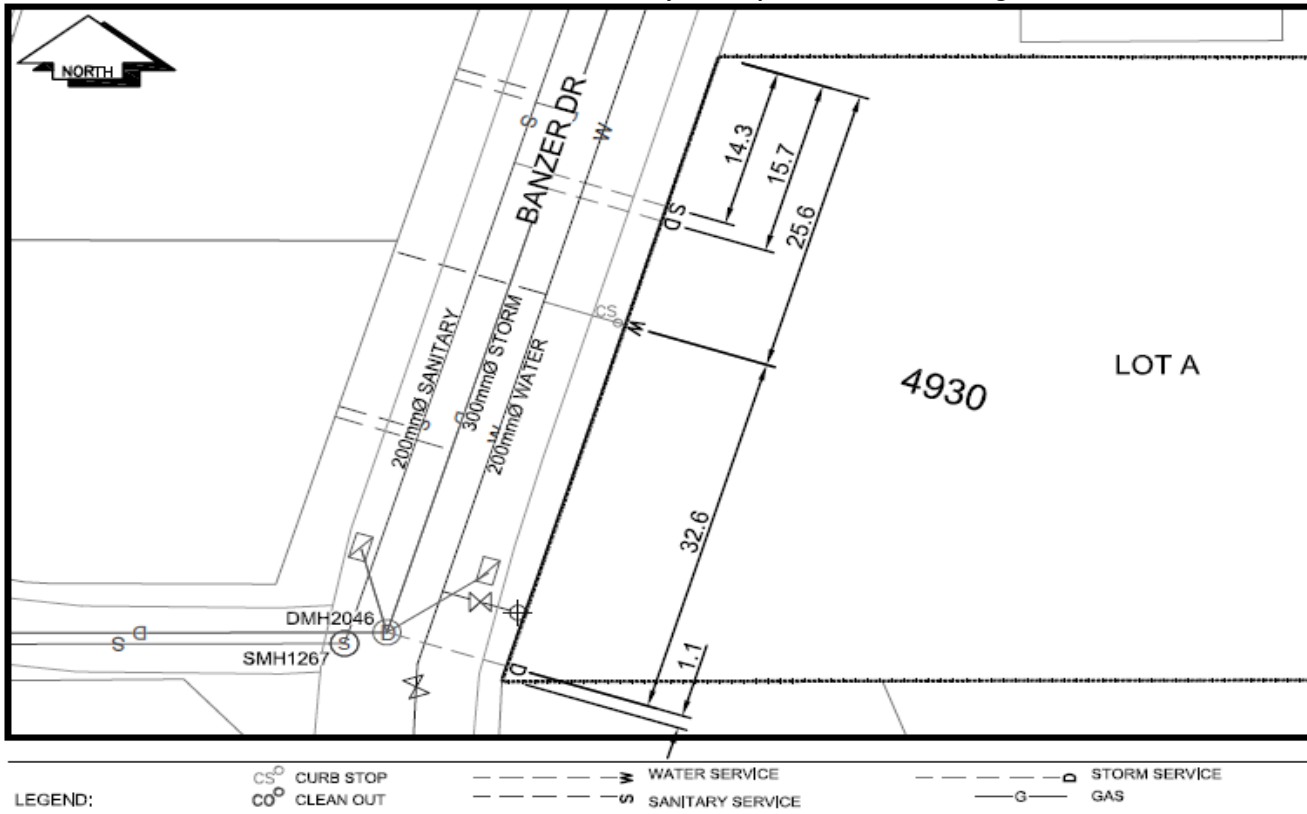 NORTH
BANZER DR
S
W
14.3
15.7
25.6
S
D
CS
W
200mmØ SANITARY
300mmØ STORM
200mmØ WATER
S
D
W
4930
LOT A
32.6
DMH2046
D
D
S
SMH1267
S
D
1.1
LEGEND:
CS CURB STOP
CO CLEAN OUT
W WATER SERVICE
S SANITARY SERVICE
D STORM SERVICE
G GAS